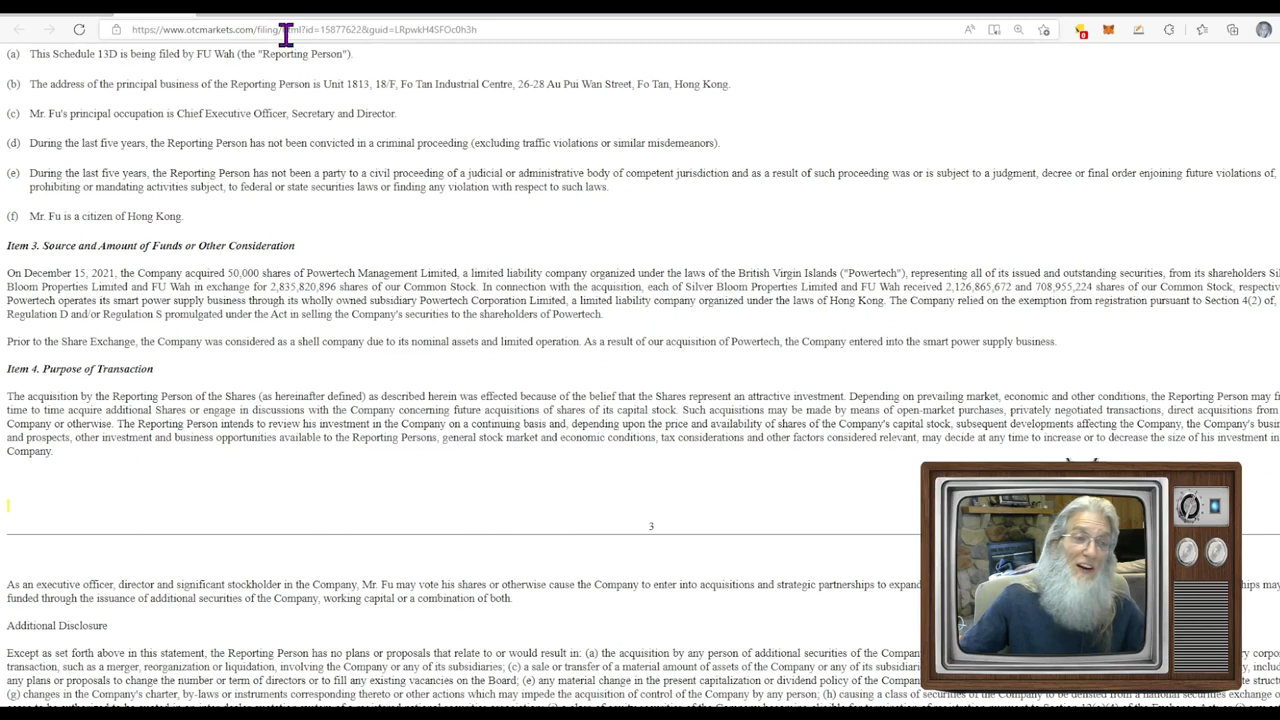 https://www.otcmarkets.com/filing/html?id=15877622&guid=LRpwkH4SFOc0h3h
(a) This Schedule 13D is being filed by FU Wah (the "Reporting Person").
(b) The address of the principal business of the Reporting Person is Unit 1813, 18/F, Fo Tan Industrial Centre, 26-28 Au Pui Wan Street, Fo Tan, Hong Kong.
(c) Mr. Fu's principal occupation is Chief Executive Officer, Secretary and Director.
(d) During the last five years, the Reporting Person has not been convicted in a criminal proceeding (excluding traffic violations or similar misdemeanors).
(e) During the last five years, the Reporting Person has not been a party to a civil proceeding of a judicial or administrative body of competent jurisdiction and as a result of such proceeding was or is subject to a judgment, decree or final order enjoining future violations of,
prohibiting or mandating activities subject, to federal or state securities laws or finding any violation with respect to such laws.
(f) Mr. Fu is a citizen of Hong Kong.
Item 3. Source and Amount of Funds or Other Consideration
On December 15, 2021, the Company acquired 50,000 shares of Powertech Management Limited, a limited liability company organized under the laws of the British Virgin Islands ("Powertech"), representing all of its issued and outstanding securities, from its shareholders
Bloom Properties Limited and FU Wah in exchange for 2,835,820,896 shares of our Common Stock. In connection with the acquisition, each of Silver Bloom Properties Limited and FU Wah received 2,126,865,672 and 708,955,224 shares of our Common Stock,
Powertech operates its smart power supply business through its wholly owned subsidiary Powertech Corporation Limited, a limited liability company organized under the laws of Hong Kong. The Company relied on the exemption from registration pursuant to Section 4(2) of,
Regulation D and/or Regulation S promulgated under the Act in selling the Company's securities to the shareholders of Powertech.
Prior to the Share Exchange, the Company was considered as a shell company due to its nominal assets and limited operation. As a result of our acquisition of Powertech, the Company entered into the smart power supply business.
Item 4. Purpose of Transaction
The acquisition by the Reporting Person of the Shares (as hereinafter defined) as described herein was effected because of the belief that the Shares represent an attractive investment. Depending on prevailing market, economic and other conditions, the Reporting Person may
time to time acquire additional Shares or engage in discussions with the Company concerning future acquisitions of shares of its capital stock. Such acquisitions may be made by means of open-market purchases, privately negotiated transactions, direct acquisitions from
Company or otherwise. The Reporting Person intends to review his investment in the Company on a continuing basis and, depending upon the price and availability of shares of the Company's capital stock, subsequent developments affecting the Company, the Company's
and prospects, other investment and business opportunities available to the Reporting Persons, general stock market and economic conditions, tax considerations and other factors considered relevant, may decide at any time to increase or to decrease the size of his investment in
Company.
3
As an executive officer, director and significant stockholder in the Company, Mr. Fu may vote his shares or otherwise cause the Company to enter into acquisitions and strategic partnerships to expand
funded through the issuance of additional securities of the Company, working capital or a combination of both.
Additional Disclosure
Except as set forth above in this statement, the Reporting Person has no plans or proposals that relate to or would result in: (a) the acquisition by any person of additional securities of the
transaction, such as a merger, reorganization or liquidation, involving the Company or any of its subsidiaries; (c) a sale or transfer of a material amount of assets of the Company or any of its
any plans or proposals to change the number or term of directors or to fill any existing vacancies on the Board; (e) any material change in the present capitalization or dividend policy of the
(g) changes in the Company's charter, by-laws or instruments corresponding thereto or other actions which may impede the acquisition of control of the Company by any person; (h) causing a class of securities of the Company to be delisted from a national securities exchange